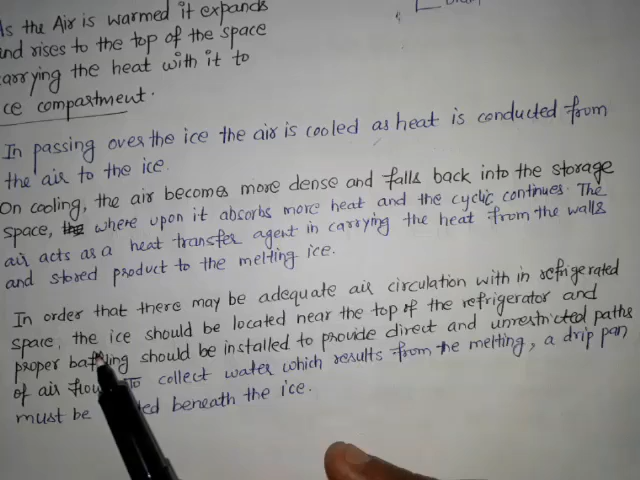 As the Air is warmed it expands
and rises to the top of the space
carrying the heat with it to
ice compartment.
In passing over the ice the air is cooled as heat is conducted from
the air to the ice.
On cooling, the air becomes more dense and falls back into the storage
space, where upon it absorbs more heat and the cyclic continues. The
air acts as a heat transfer agent in carrying the heat from the walls
and stored product to the melting ice.
In order that there may be adequate air circulation with in refrigerated
space, the ice should be located near the top of the refrigerator and
proper baffling should be installed to provide direct and unrestricted paths
of air flow. To collect water which results from the melting, a drip pan
must be beneath the ice.